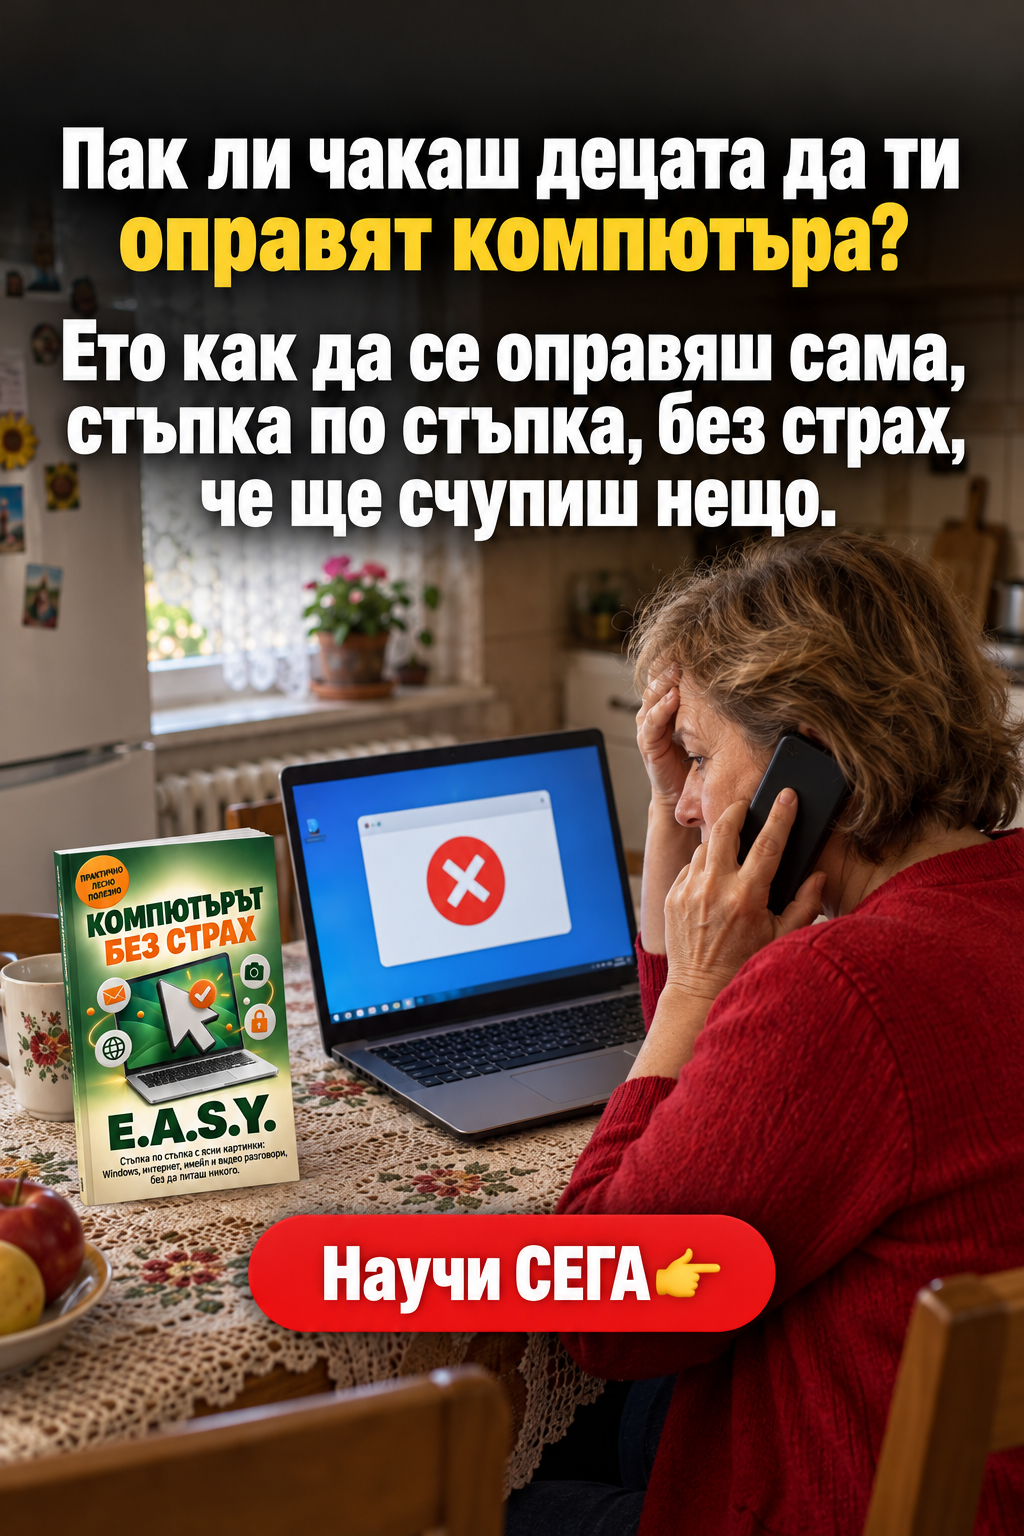 Пак ли чакаш децата да ти
оправят компютъра?
Ето как да се оправяш сама,
стъпка по стъпка, без страх,
че ще счупиш нещо.
ПРАКТИЧНО
ЛЕСНО
ПОЛЕЗНО
КОМПЮТЪРЪТ
БЕЗ СТРАХ
E.A.S.Y.
Стъпка по стъпка с ясни картинки:
Windows, интернет, имейл и видео разговори,
без да питаш никого.
Научи СЕГА